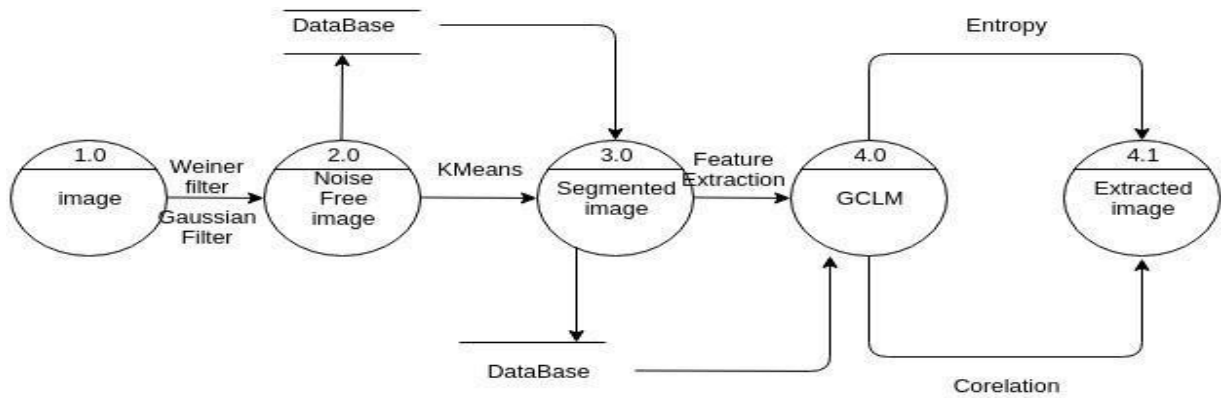 DataBase
Entropy
1.0
image
Weiner
filter
Gaussian
Filter
2.0
Noise
Free
image
KMeans
3.0
Segmented
image
Feature
Extraction
4.0
GCLM
4.1
Extracted
image
DataBase
Corelation